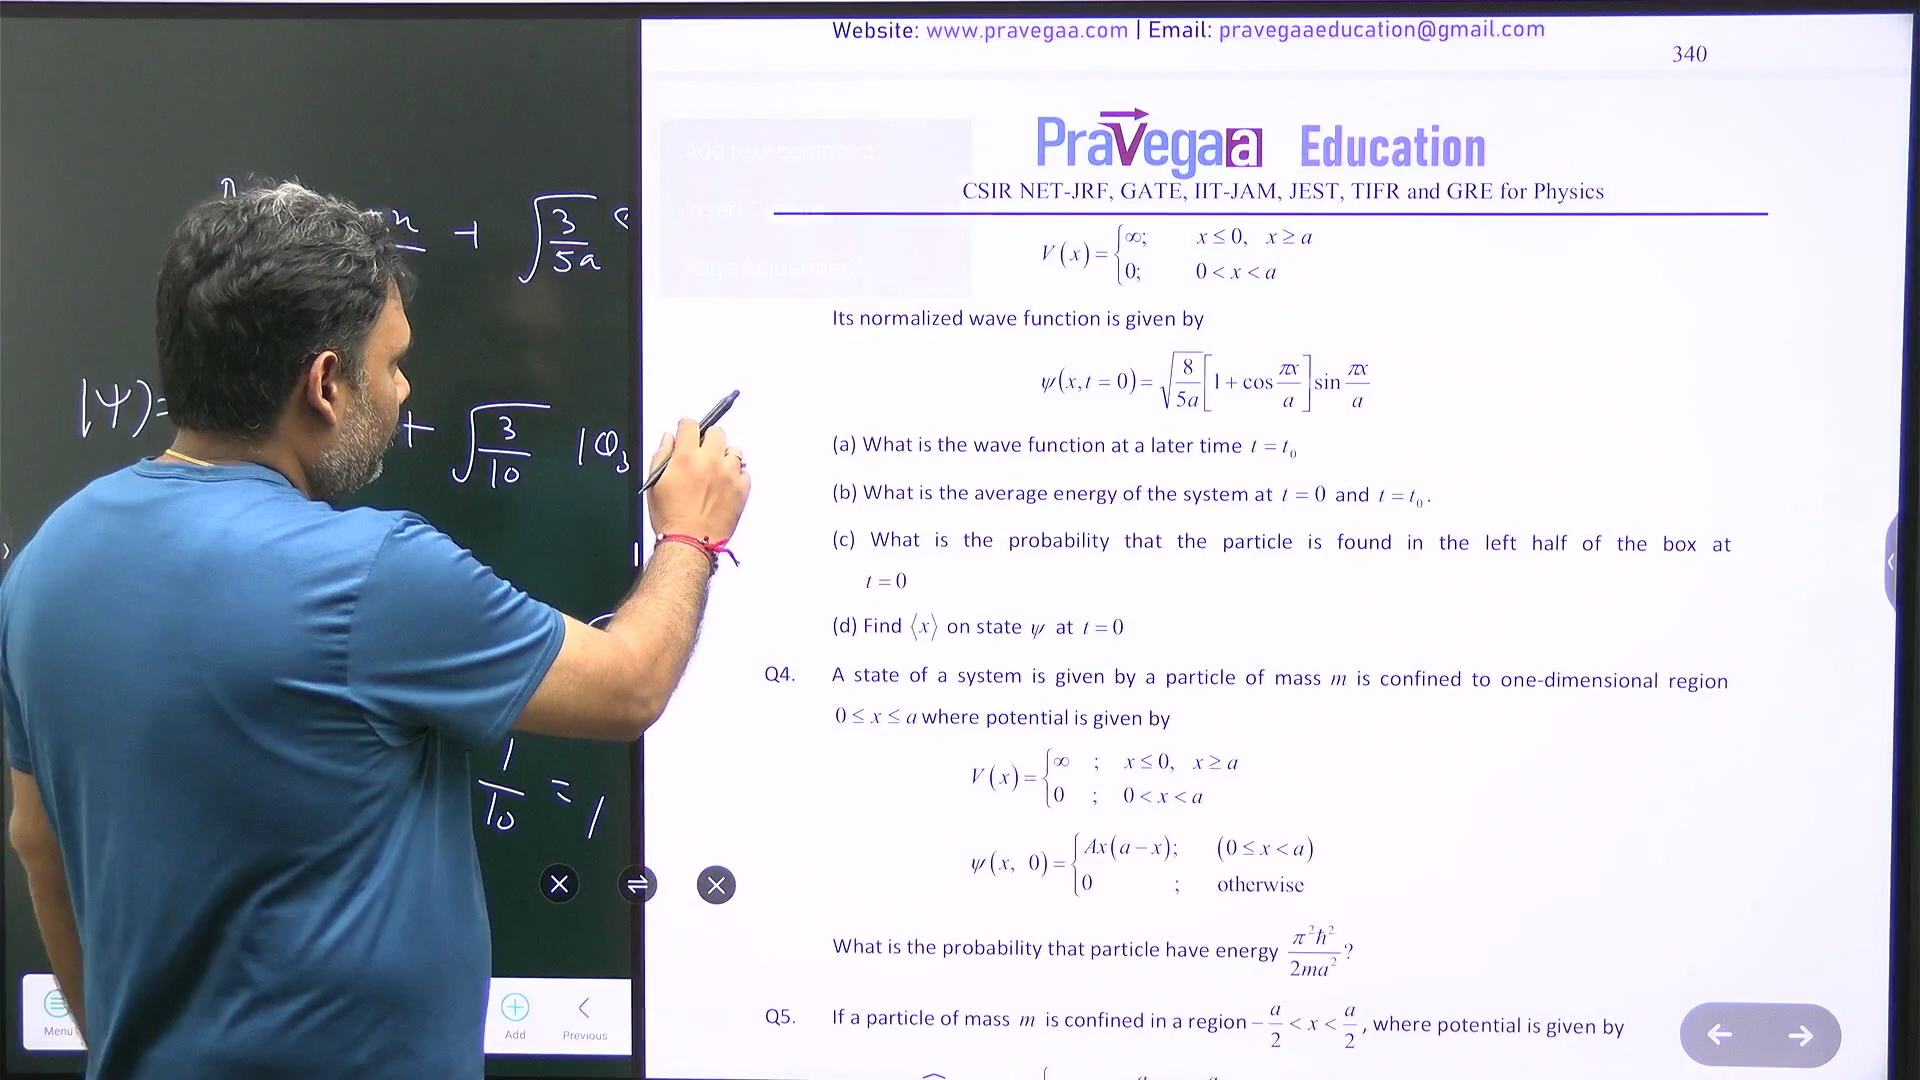 Website: www.pravegaa.com | Email: pravegaaeducation@gmail.com
340
Pravegaa Education
CSIR NET-JRF, GATE, IIT-JAM, JEST, TIFR and GRE for Physics
V(x) = {∞; x ≤ 0, x ≥ a
0; 0 < x < a
Its normalized wave function is given by
ψ(x, t = 0) = √(8/5a) [1 + cos πx/a] sin πx/a
(a) What is the wave function at a later time t = t₀
(b) What is the average energy of the system at t = 0 and t = t₀.
(c) What is the probability that the particle is found in the left half of the box at
t = 0
(d) Find ⟨x⟩ on state ψ at t = 0
Q4. A state of a system is given by a particle of mass m is confined to one-dimensional region
0 ≤ x ≤ a where potential is given by
V(x) = {∞ ; x ≤ 0, x ≥ a
0 ; 0 < x < a
ψ(x, 0) = {Ax(a − x); (0 ≤ x < a)
0 ; otherwise
What is the probability that particle have energy π²ħ²/2ma² ?
Q5. If a particle of mass m is confined in a region −a/2 < x < a/2, where potential is given by
+ √(3/5a)
|ψ⟩ =
+ √(3/10) |Φ₃
1/10 = 1
Menu
Add
Previous